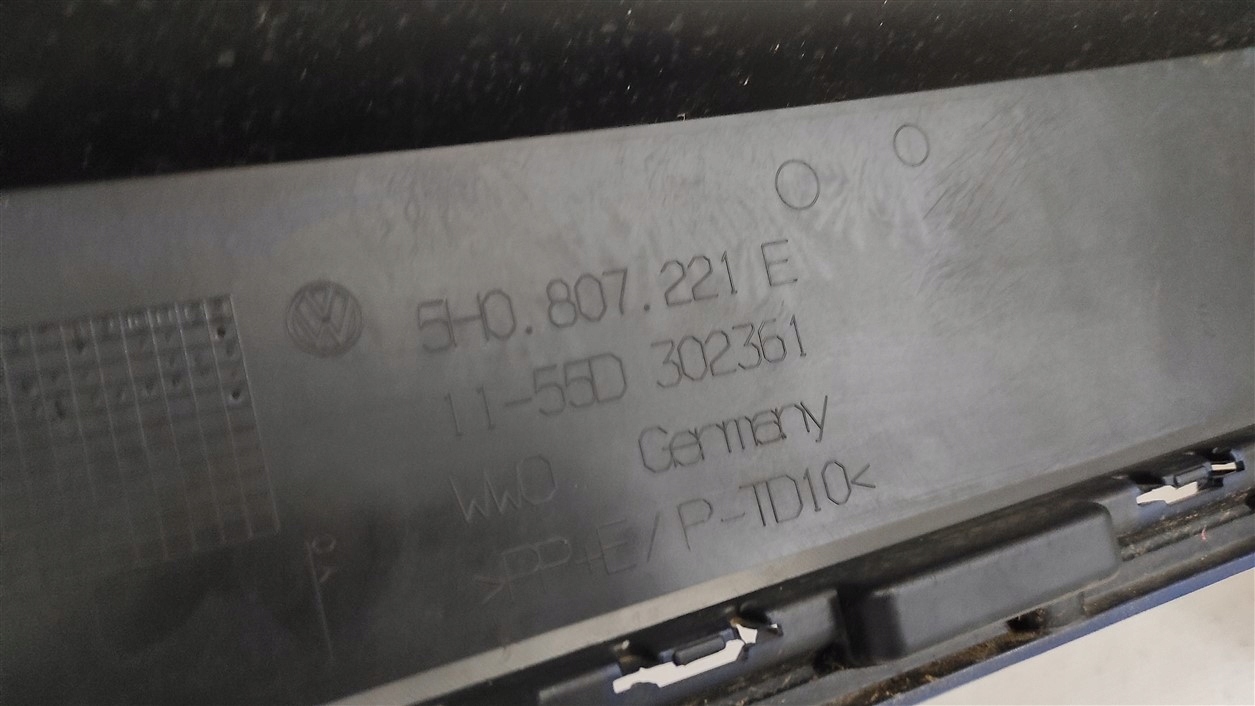 5H0.807.221 E
11-55D 302361
WWO Germany
>PP+E/P-TD10<